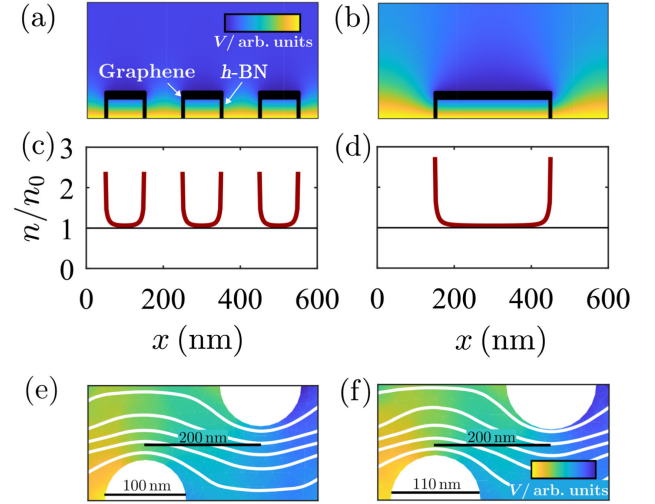 (a)
V/ arb. units
Graphene
h-BN
(b)
(c)
3
2
1
0
n/n₀
0 200 400 600
x (nm)
(d)
0 200 400 600
x (nm)
(e)
200 nm
100 nm
(f)
200 nm
110 nm
V/ arb. units